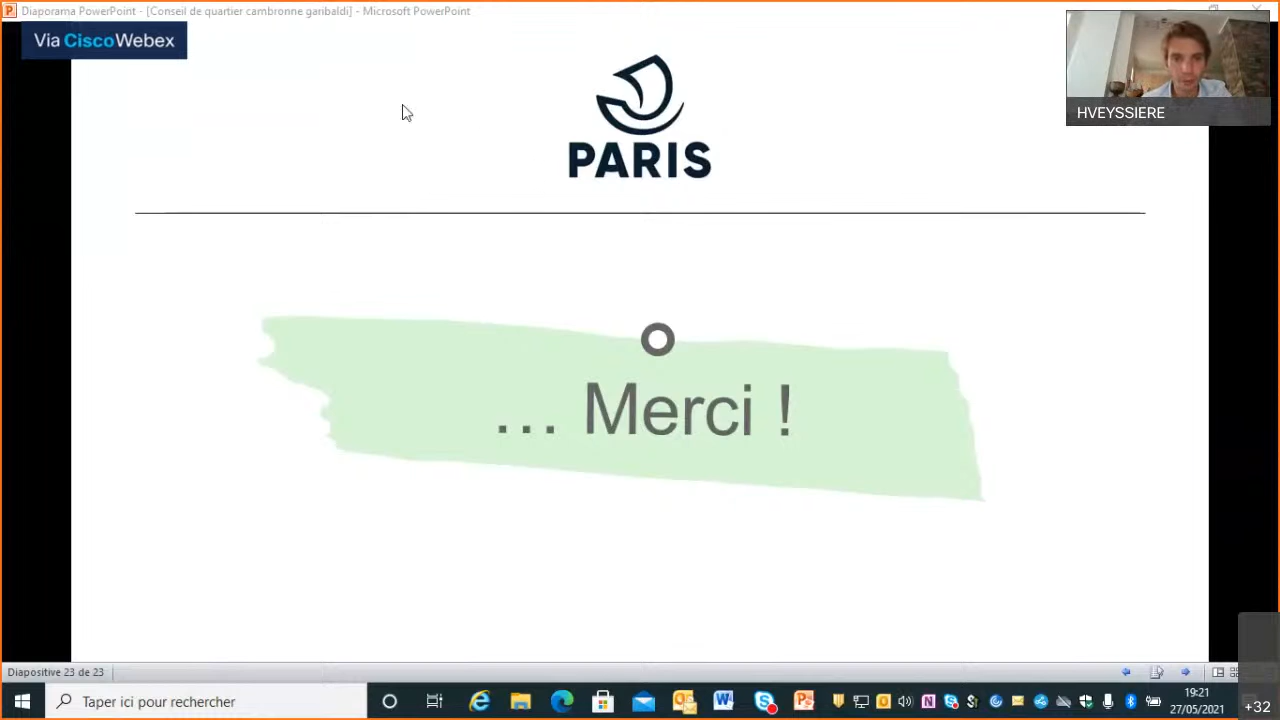 Diaporama PowerPoint - [Conseil de quartier cambronne garibaldi] - Microsoft PowerPoint
Via CiscoWebex
HVEYSSIERE
PARIS
... Merci !
Diapositive 23 de 23
Taper ici pour rechercher
19:21
27/05/2021
+32